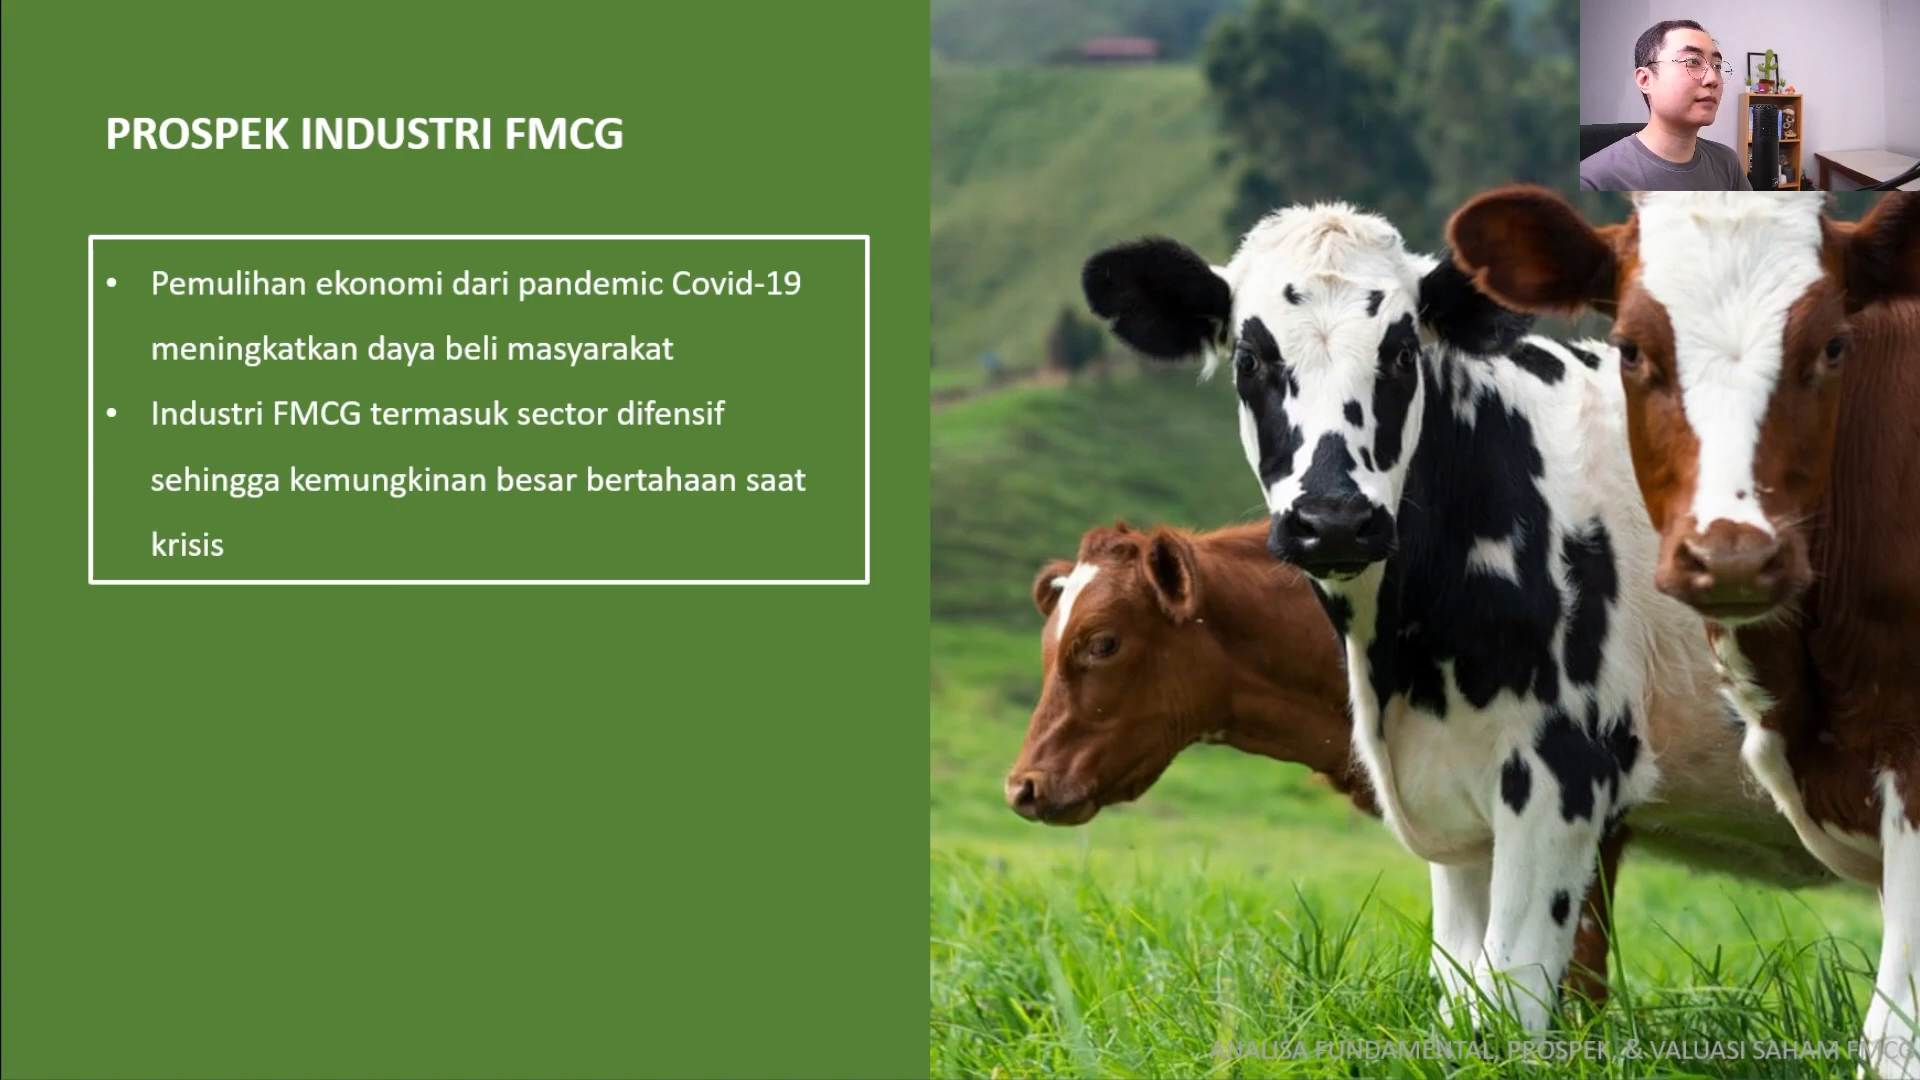 PROSPEK INDUSTRI FMCG
• Pemulihan ekonomi dari pandemic Covid-19
meningkatkan daya beli masyarakat
• Industri FMCG termasuk sector difensif
sehingga kemungkinan besar bertahaan saat
krisis
ANALISA FUNDAMENTAL, PROSPEK, & VALUASI SAHAM FMCG